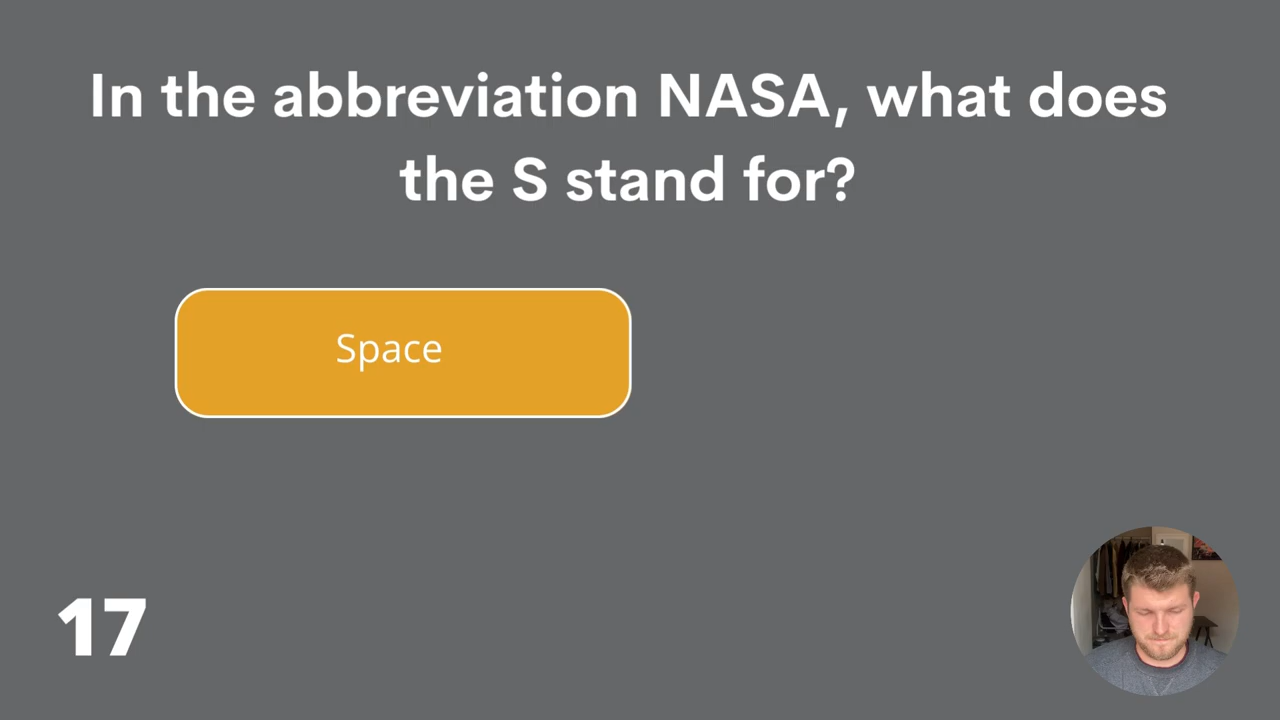 In the abbreviation NASA, what does
the S stand for?
Space
17